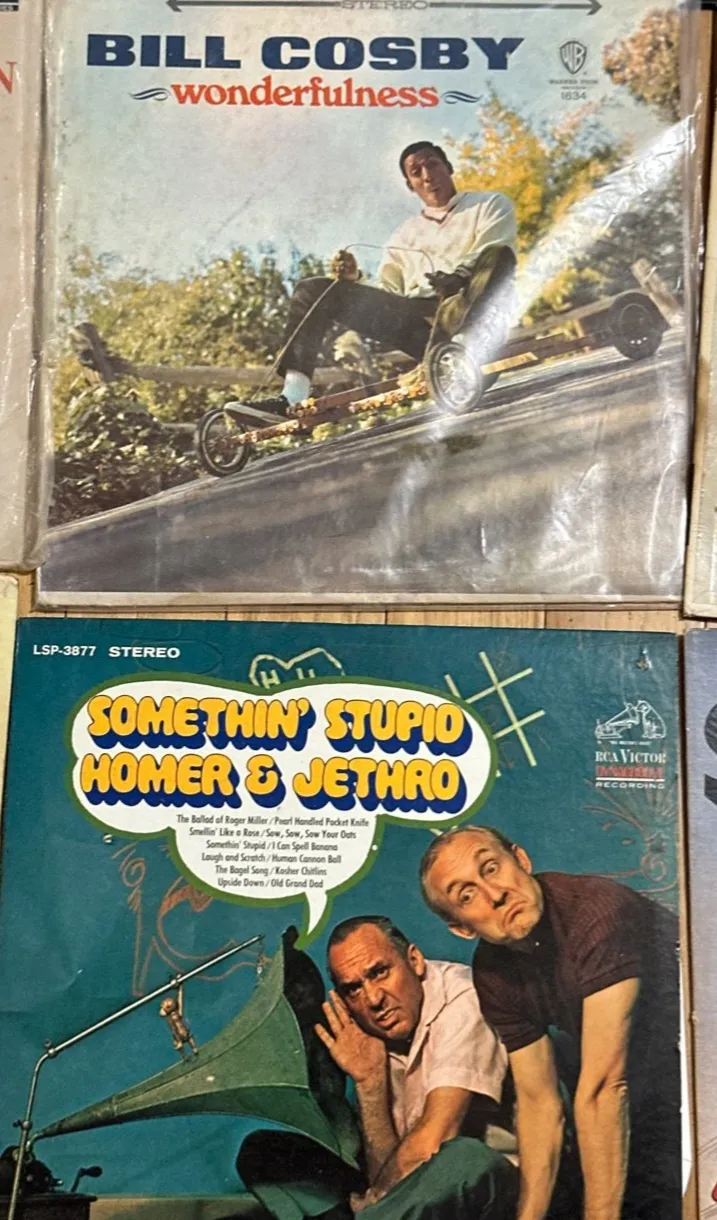 STEREO
BILL COSBY
wonderfulness
WB
1634
N
LSP-3877 STEREO
H
SOMETHIN' STUPID
HOMER & JETHRO
RCA VICTOR
RECORDING
The Ballad of Roger Miller/Pearl Handled Pocket Knife
Smellin' Like a Rose/Sow, Sow, Sow Your Oats
Somethin' Stupid/I Can Spell Banana
Laugh and Scratch/Human Cannon Ball
The Bagel Song/Kosher Chitlins
Upside Down/Old Grand Dad